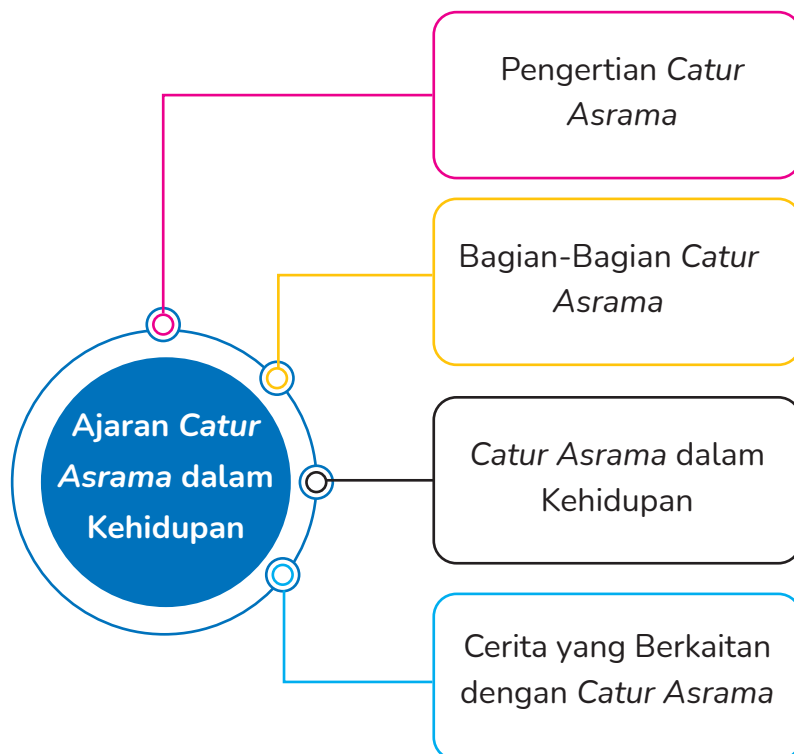 Pengertian Catur
Asrama
Bagian-Bagian Catur
Asrama
Ajaran Catur
Asrama dalam
Kehidupan
Catur Asrama dalam
Kehidupan
Cerita yang Berkaitan
dengan Catur Asrama